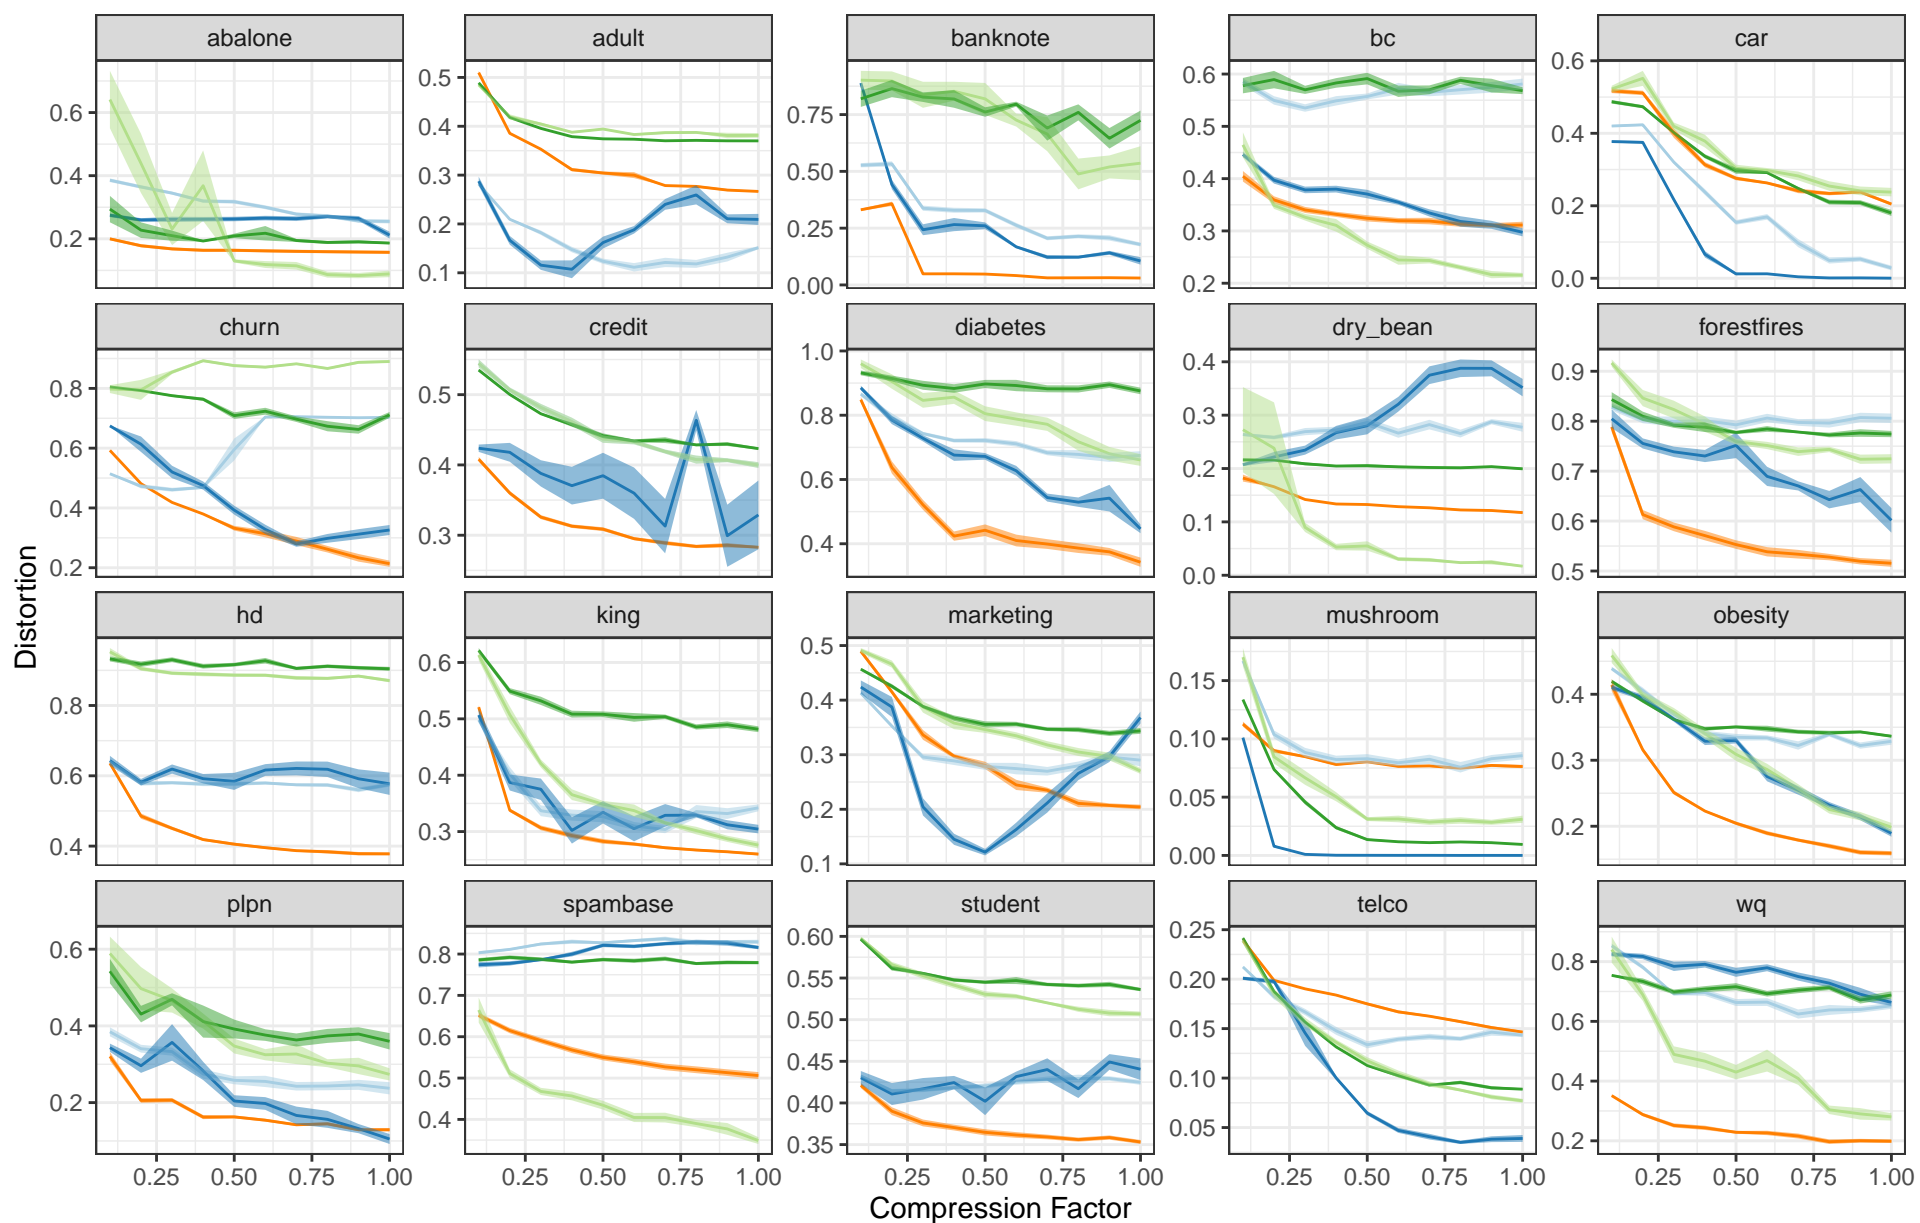 abalone adult banknote bc car
0.6 0.5 0.75 0.6 0.6
0.4 0.4 0.50 0.5 0.4
0.2 0.3 0.25 0.4 0.2
0.2 0.00 0.3 0.0
0.1 0.2
churn credit diabetes dry_bean forestfires
0.8 0.5 1.0 0.4 0.9
0.6 0.4 0.8 0.3 0.8
0.4 0.3 0.6 0.2 0.7
0.2 0.4 0.1 0.6
0.0 0.5
Distortion
hd king marketing mushroom obesity
0.8 0.6 0.5 0.15 0.4
0.6 0.5 0.4 0.10 0.3
0.4 0.4 0.3 0.05 0.2
0.3 0.2 0.00
0.1
plpn spambase student telco wq
0.6 0.8 0.60 0.25 0.8
0.4 0.7 0.55 0.20 0.6
0.2 0.6 0.50 0.15 0.4
0.5 0.45 0.10 0.2
0.4 0.40 0.05
0.35
0.25 0.50 0.75 1.00 0.25 0.50 0.75 1.00 0.25 0.50 0.75 1.00 0.25 0.50 0.75 1.00 0.25 0.50 0.75 1.00
Compression Factor